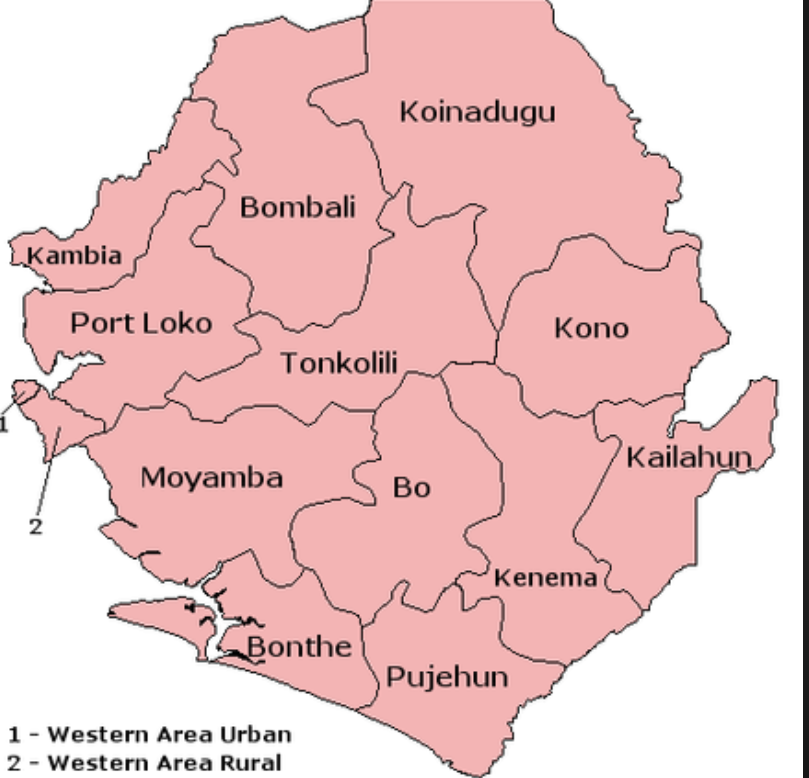 Koinadugu
Bombali
Kambia
Port Loko
Kono
Tonkolili
1
Kailahun
Moyamba
Bo
2
Kenema
Bonthe
Pujehun
1 - Western Area Urban
2 - Western Area Rural